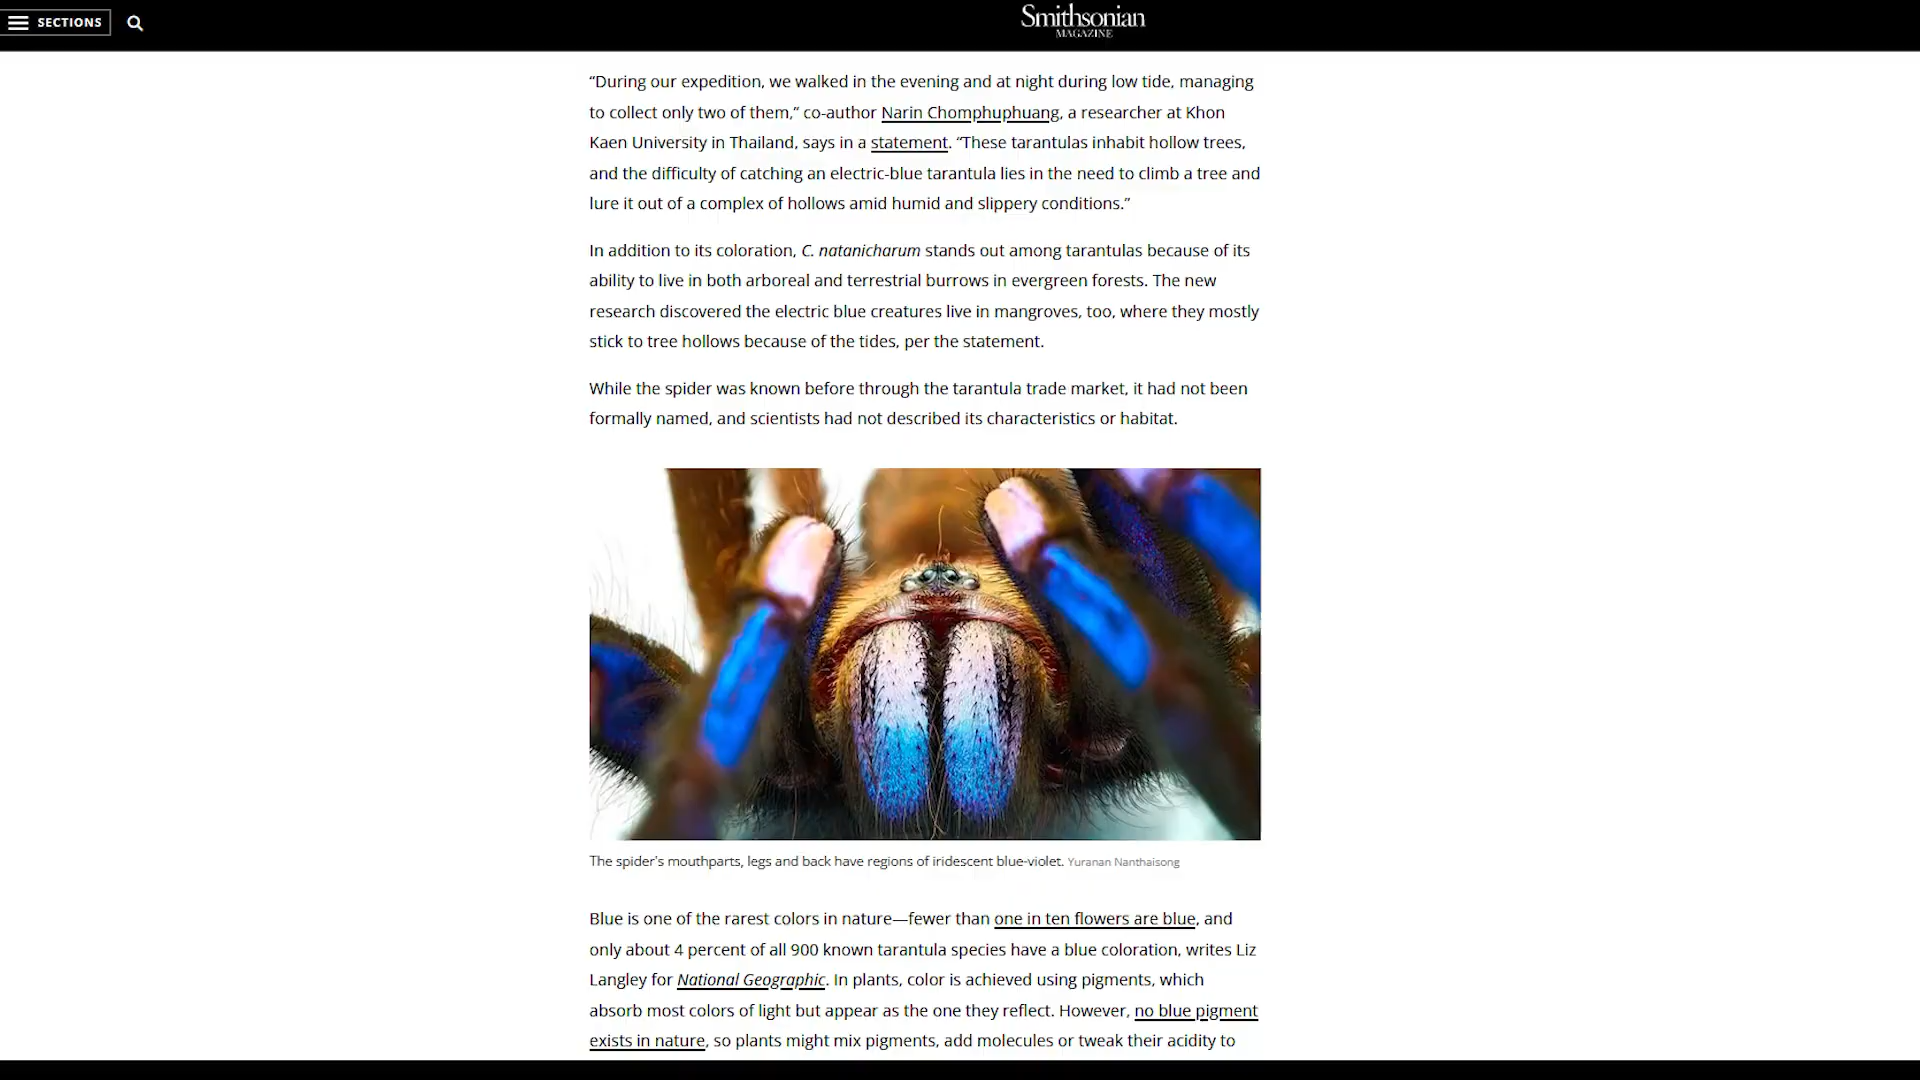 SECTIONS
Smithsonian
MAGAZINE
“During our expedition, we walked in the evening and at night during low tide, managing
to collect only two of them,” co-author Narin Chomphuphuang, a researcher at Khon
Kaen University in Thailand, says in a statement. “These tarantulas inhabit hollow trees,
and the difficulty of catching an electric-blue tarantula lies in the need to climb a tree and
lure it out of a complex of hollows amid humid and slippery conditions.”
In addition to its coloration, C. natanicharum stands out among tarantulas because of its
ability to live in both arboreal and terrestrial burrows in evergreen forests. The new
research discovered the electric blue creatures live in mangroves, too, where they mostly
stick to tree hollows because of the tides, per the statement.
While the spider was known before through the tarantula trade market, it had not been
formally named, and scientists had not described its characteristics or habitat.
The spider's mouthparts, legs and back have regions of iridescent blue-violet. Yuranan Nanthaisong
Blue is one of the rarest colors in nature—fewer than one in ten flowers are blue, and
only about 4 percent of all 900 known tarantula species have a blue coloration, writes Liz
Langley for National Geographic. In plants, color is achieved using pigments, which
absorb most colors of light but appear as the one they reflect. However, no blue pigment
exists in nature, so plants might mix pigments, add molecules or tweak their acidity to